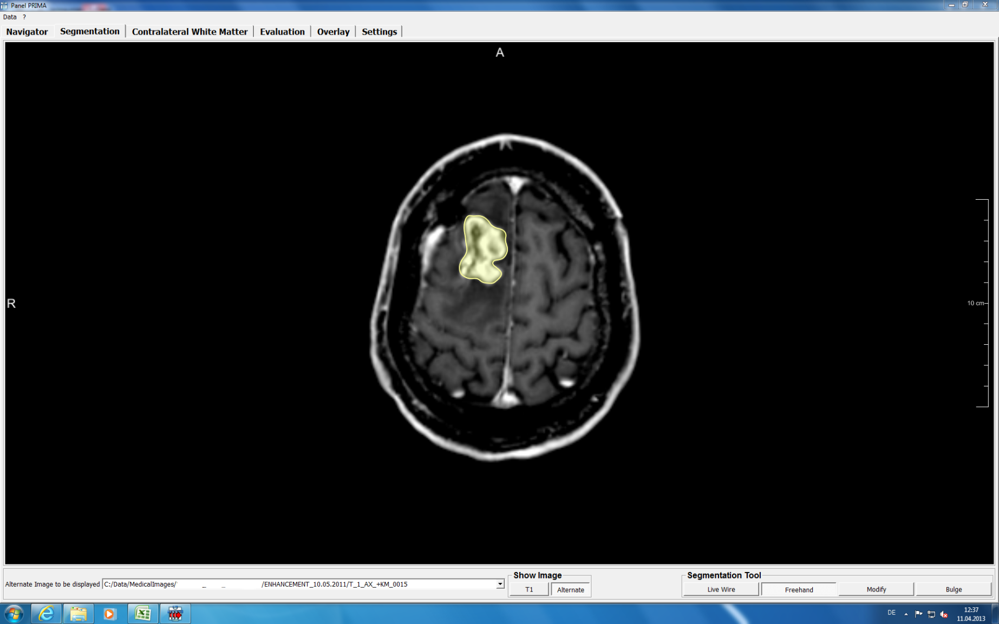 Panel PRIMA
Data ?
Navigator Segmentation Contralateral White Matter Evaluation Overlay Settings
A
R
10 cm
Alternate Image to be displayed C:/Data/MedicalImages/ _ _ /ENHANCEMENT_10.05.2011/T_1_AX_+KM_0015
Show Image
T1 Alternate
Segmentation Tool
Live Wire Freehand Modify Bulge
DE
12:37
11.04.2013